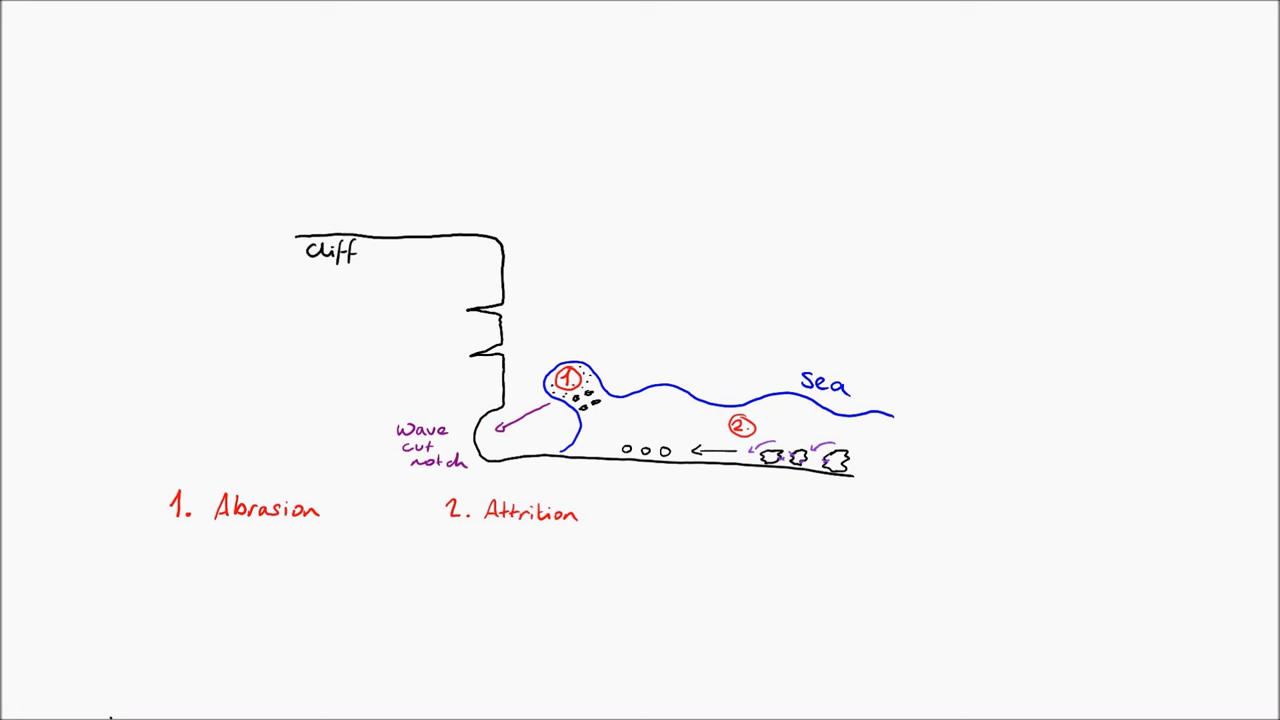 Cliff
1.
sea
2.
Wave
cut
notch
1. Abrasion
2. Attrition